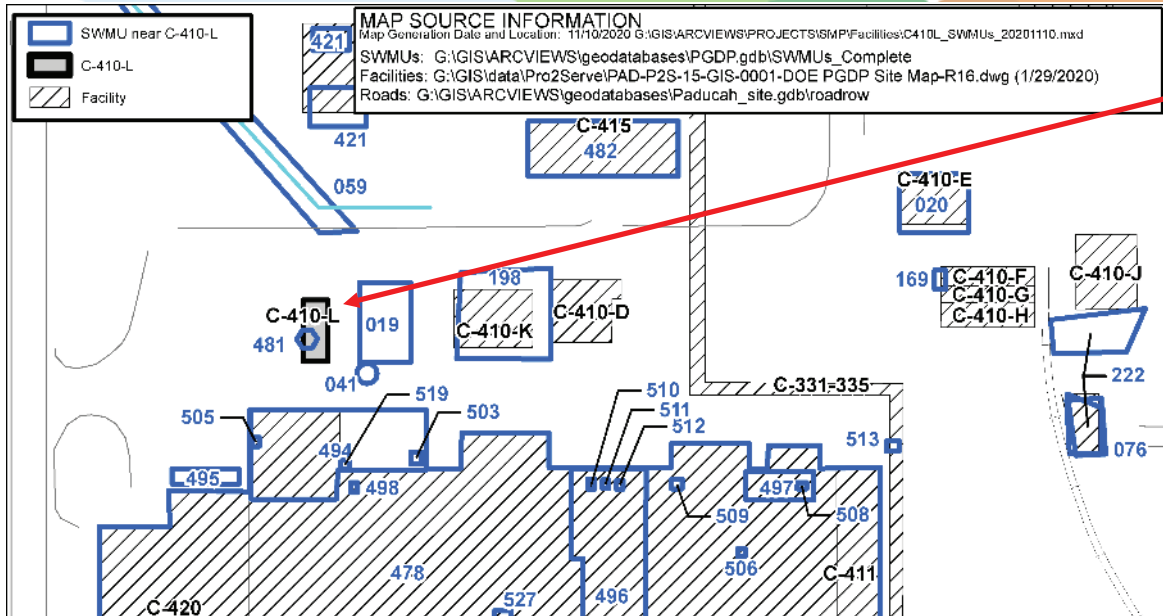 SWMU near C-410-L
C-410-L
Facility
MAP SOURCE INFORMATION
Map Generation Date and Location: 11/10/2020 G:\GIS\ARCVIEWS\PROJECTS\SMP\Facilities\C410L_SWMUs_20201110.mxd
SWMUs: G:\GIS\ARCVIEWS\geodatabases\PGDP.gdb\SWMUs_Complete
Facilities: G:\GIS\data\Pro2Serve\PAD-P2S-15-GIS-0001-DOE PGDP Site Map-R16.dwg (1/29/2020)
Roads: G:\GIS\ARCVIEWS\geodatabases\Paducah_site.gdb\roadrow
421
421
C-415
482
059
C-410-E
020
198
169
C-410-F
C-410-G
C-410-H
C-410-J
C-410-L
019
C-410-K
C-410-D
481
041
222
C-331-335
519
503
510
511
512
505
513
076
494
495
498
497
509
508
478
506
496
C-411
527
C-420